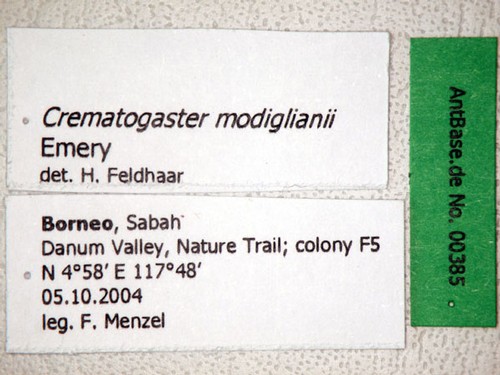 Crematogaster modiglianii
Emery
det. H. Feldhaar
Borneo, Sabah
Danum Valley, Nature Trail; colony F5
N 4°58' E 117°48'
05.10.2004
leg. F. Menzel
AntBase.de No. 00385